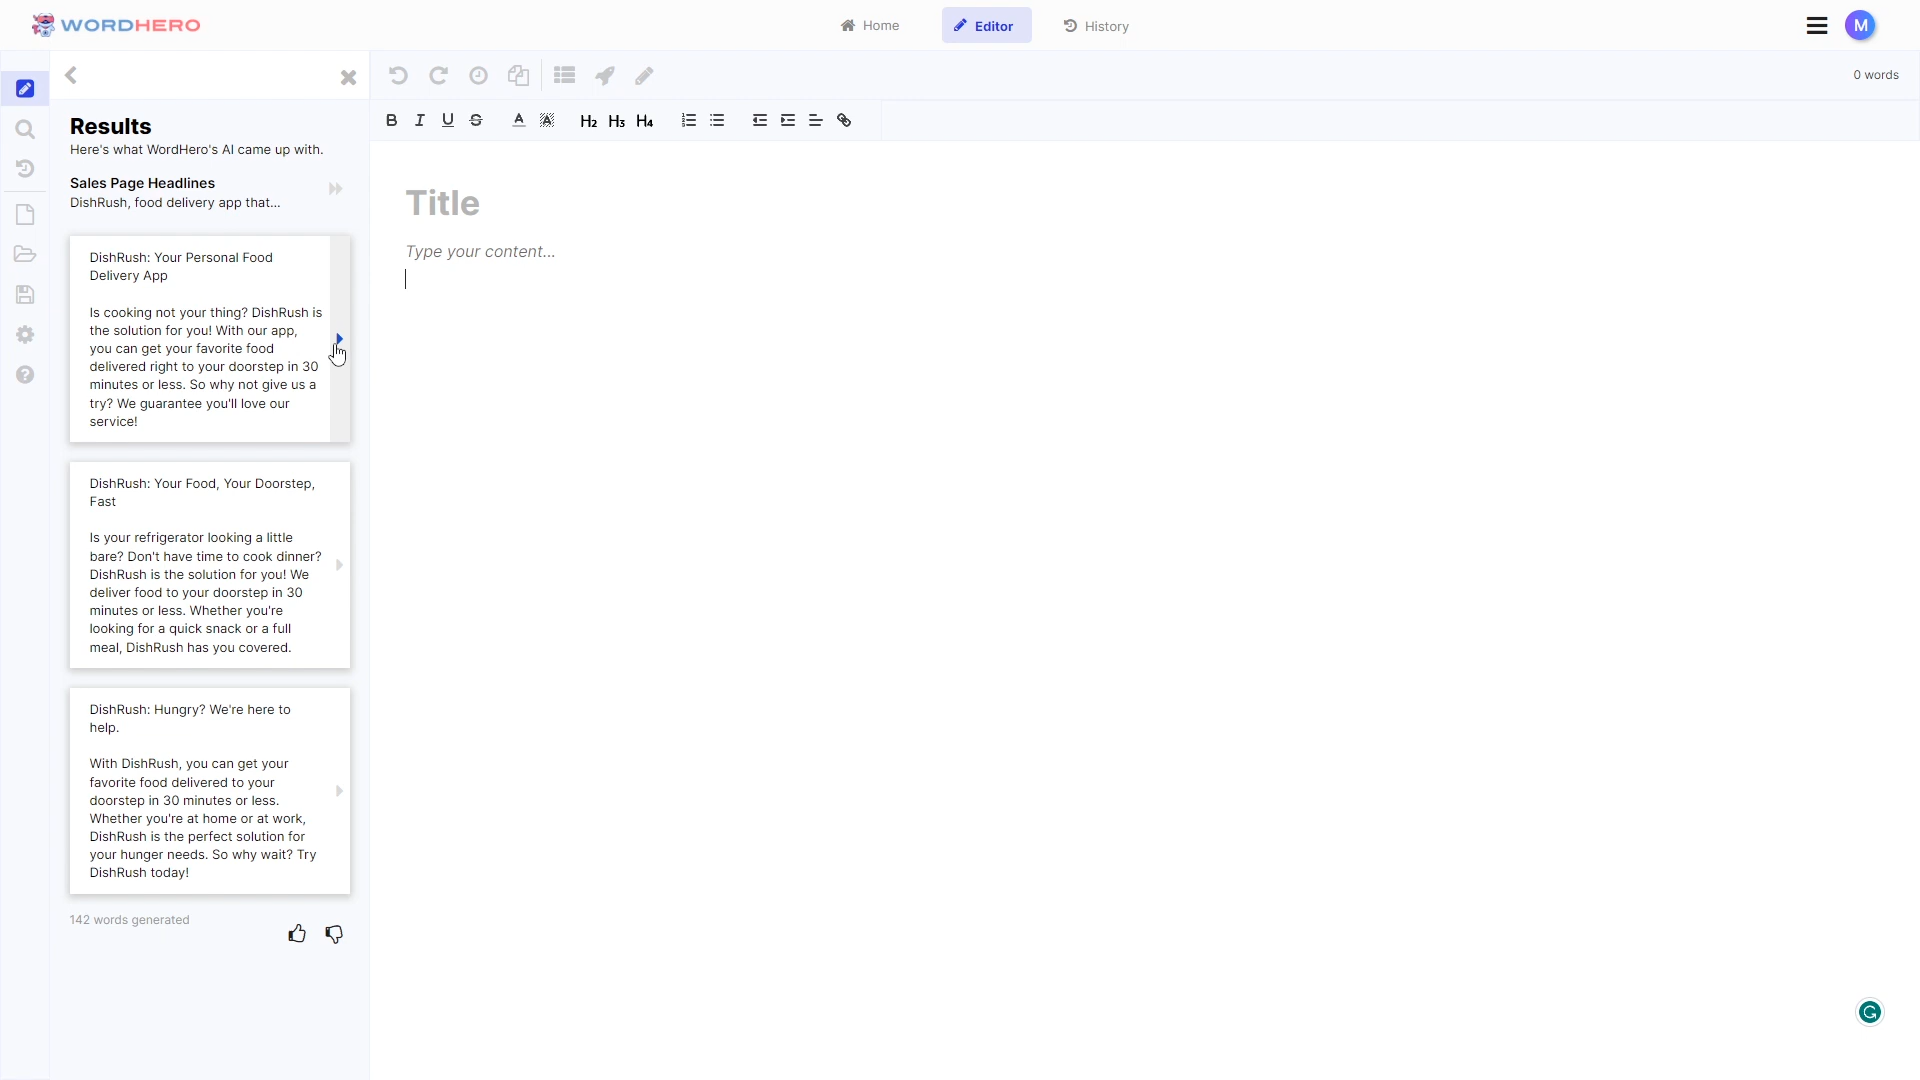 WORDHERO
Home
Editor
History
M
0 words
B I U S A A H2 H3 H4
Results
Here's what WordHero's AI came up with.
Sales Page Headlines
DishRush, food delivery app that...
DishRush: Your Personal Food
Delivery App
Is cooking not your thing? DishRush is
the solution for you! With our app,
you can get your favorite food
delivered right to your doorstep in 30
minutes or less. So why not give us a
try? We guarantee you'll love our
service!
DishRush: Your Food, Your Doorstep,
Fast
Is your refrigerator looking a little
bare? Don't have time to cook dinner?
DishRush is the solution for you! We
deliver food to your doorstep in 30
minutes or less. Whether you're
looking for a quick snack or a full
meal, DishRush has you covered.
DishRush: Hungry? We're here to
help.
With DishRush, you can get your
favorite food delivered to your
doorstep in 30 minutes or less.
Whether you're at home or at work,
DishRush is the perfect solution for
your hunger needs. So why wait? Try
DishRush today!
142 words generated
Title
Type your content...